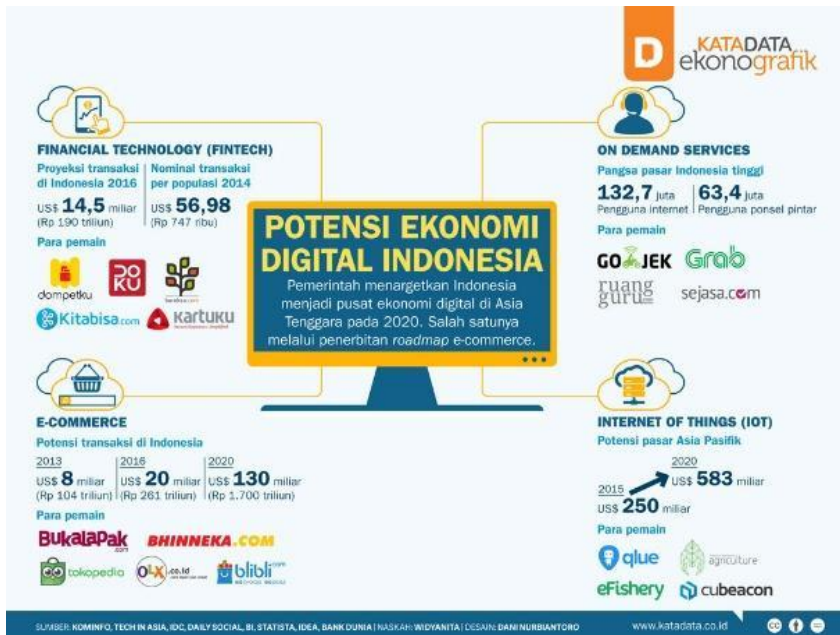 D
KATADATA
ekonografik
POTENSI EKONOMI
DIGITAL INDONESIA
Pemerintah menargetkan Indonesia
menjadi pusat ekonomi digital di Asia
Tenggara pada 2020. Salah satunya
melalui penerbitan roadmap e-commerce.
FINANCIAL TECHNOLOGY (FINTECH)
Proyeksi transaksi
di Indonesia 2016
US$ 14,5 miliar
(Rp 190 triliun)
Nominal transaksi
per populasi 2014
US$ 56,98
(Rp 747 ribu)
Para pemain
dompetku
DOKU
Kitabisa.com
kartuku
ON DEMAND SERVICES
Pangsa pasar Indonesia tinggi
132,7 juta
Pengguna internet
63,4 juta
Pengguna ponsel pintar
Para pemain
GO-JEK
Grab
ruang
guru
sejasa.com
E-COMMERCE
Potensi transaksi di Indonesia
2013
US$ 8 miliar
(Rp 104 triliun)
2016
US$ 20 miliar
(Rp 261 triliun)
2020
US$ 130 miliar
(Rp 1.700 triliun)
Para pemain
BukaLapak
.com
BHINNEKA.COM
tokopedia
OLX.co.id
blibli.com
INTERNET OF THINGS (IOT)
Potensi pasar Asia Pasifik
2015
US$ 250 miliar
2020
US$ 583 miliar
Para pemain
qlue
agriculture
eFishery
cubeacon
SUMBER: KOMINFO, TECH IN ASIA, IDC, DAILY SOCIAL, BI, STATISTA, IDEA, BANK DUNIA | NASKAH: WIDYANITA | DESAIN: DANI NURBIANTORO
www.katadata.co.id
cc